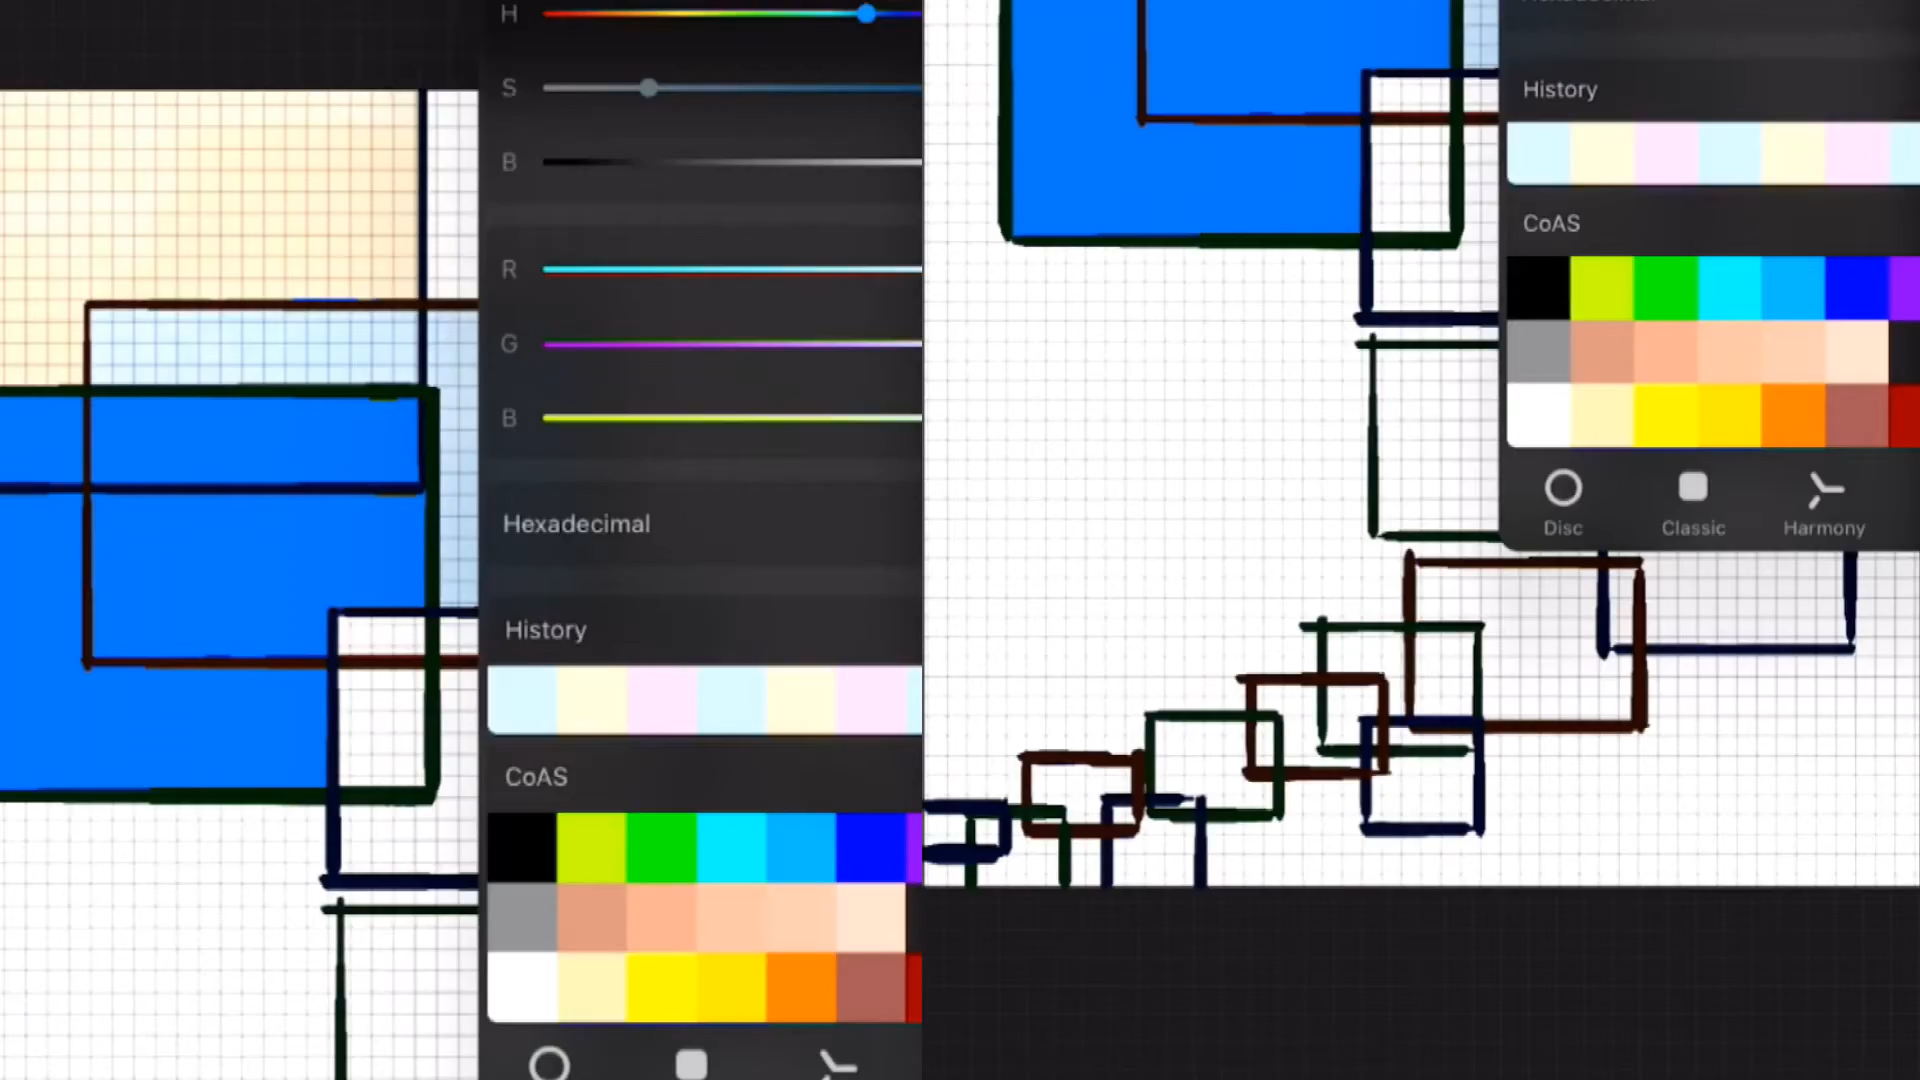 H
S
B
R
G
B
Hexadecimal
History
CoAS
History
CoAS
Disc
Classic
Harmony